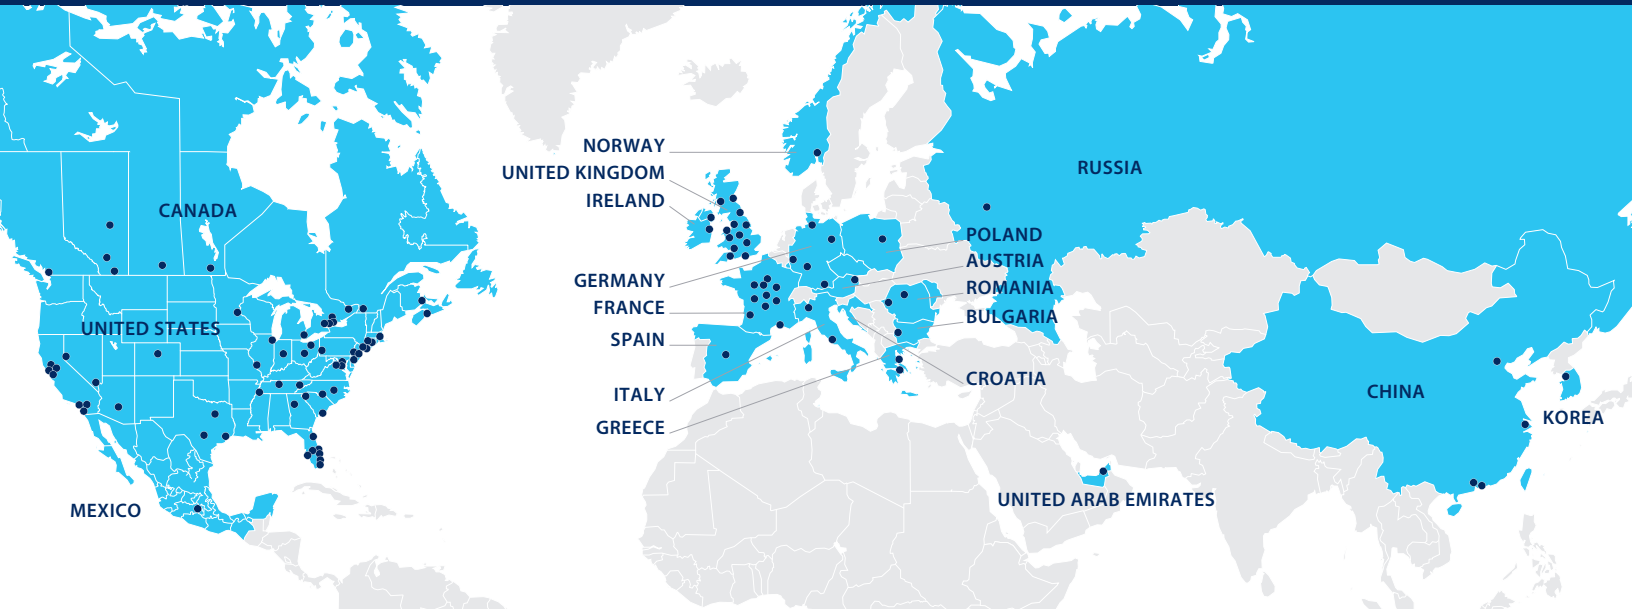 NORWAY
UNITED KINGDOM
IRELAND
RUSSIA
CANADA
POLAND
AUSTRIA
GERMANY
ROMANIA
FRANCE
BULGARIA
UNITED STATES
SPAIN
CROATIA
ITALY
CHINA
KOREA
GREECE
UNITED ARAB EMIRATES
MEXICO